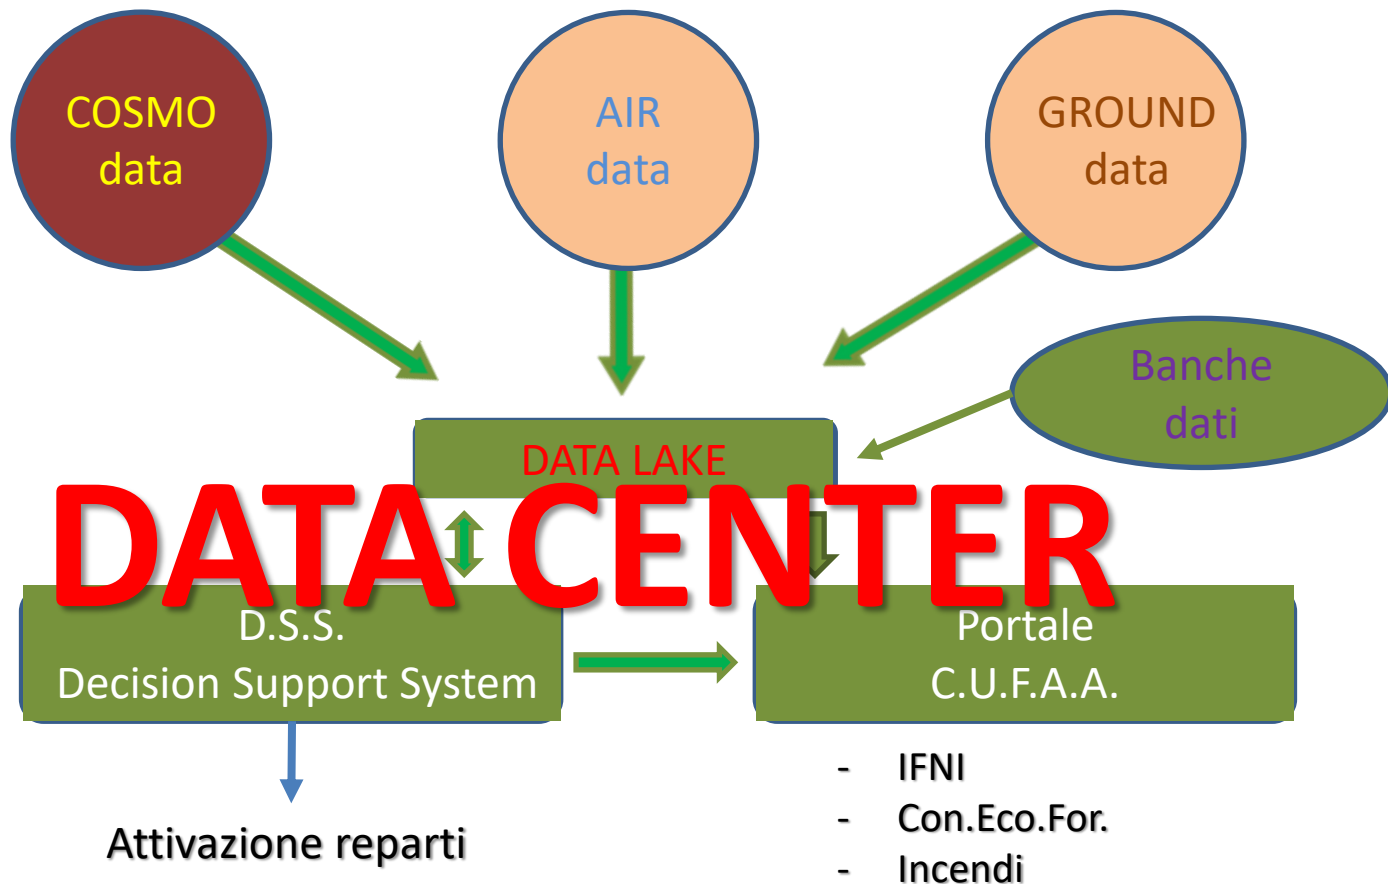 COSMO
data
AIR
data
GROUND
data
Banche
dati
DATA LAKE
DATA CENTER
D.S.S.
Decision Support System
Portale
C.U.F.A.A.
Attivazione reparti
- IFNI
- Con.Eco.For.
- Incendi